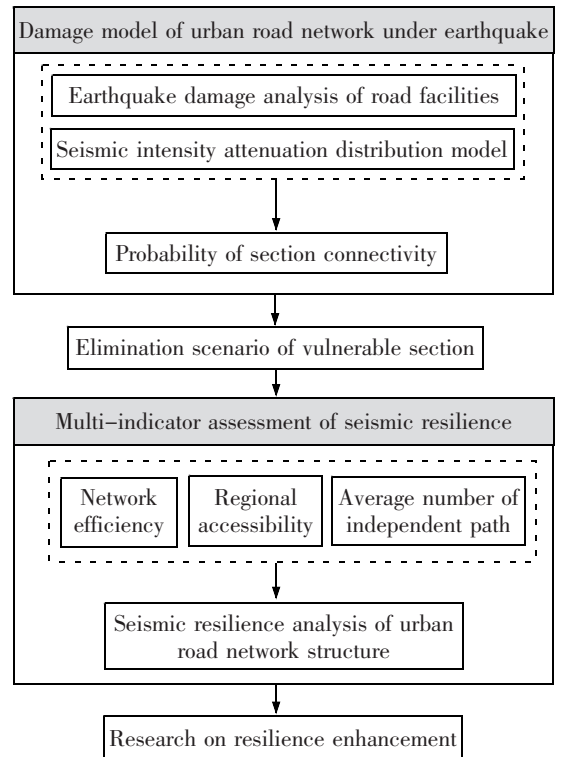 Damage model of urban road network under earthquake
Earthquake damage analysis of road facilities
Seismic intensity attenuation distribution model
Probability of section connectivity
Elimination scenario of vulnerable section
Multi-indicator assessment of seismic resilience
Network
efficiency
Regional
accessibility
Average number of
independent path
Seismic resilience analysis of urban
road network structure
Research on resilience enhancement